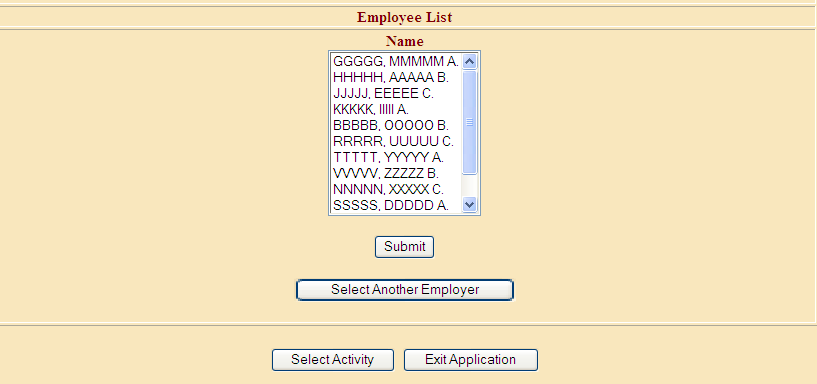 Employee List
Name
GGGGG, MMMMM A.
HHHHH, AAAAA B.
JJJJJ, EEEEE C.
KKKKK, IIIII A.
BBBBB, OOOOO B.
RRRRR, UUUUU C.
TTTTT, YYYYY A.
VVVVV, ZZZZZ B.
NNNNN, XXXXX C.
SSSSS, DDDDD A.
Submit
Select Another Employer
Select Activity Exit Application